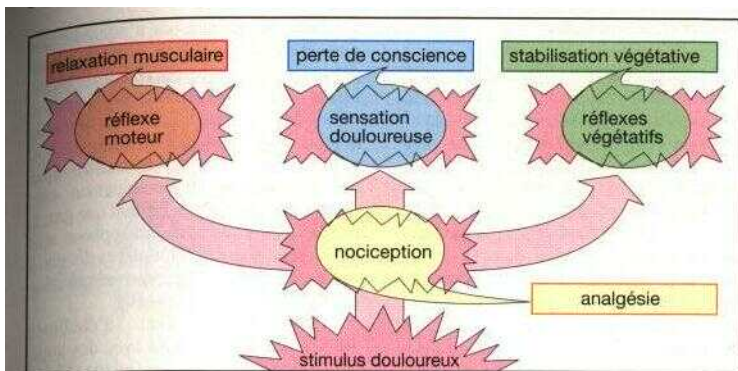 relaxation musculaire
perte de conscience
stabilisation végétative
réflexe
moteur
sensation
douloureuse
réflexes
végétatifs
nociception
analgésie
stimulus douloureux